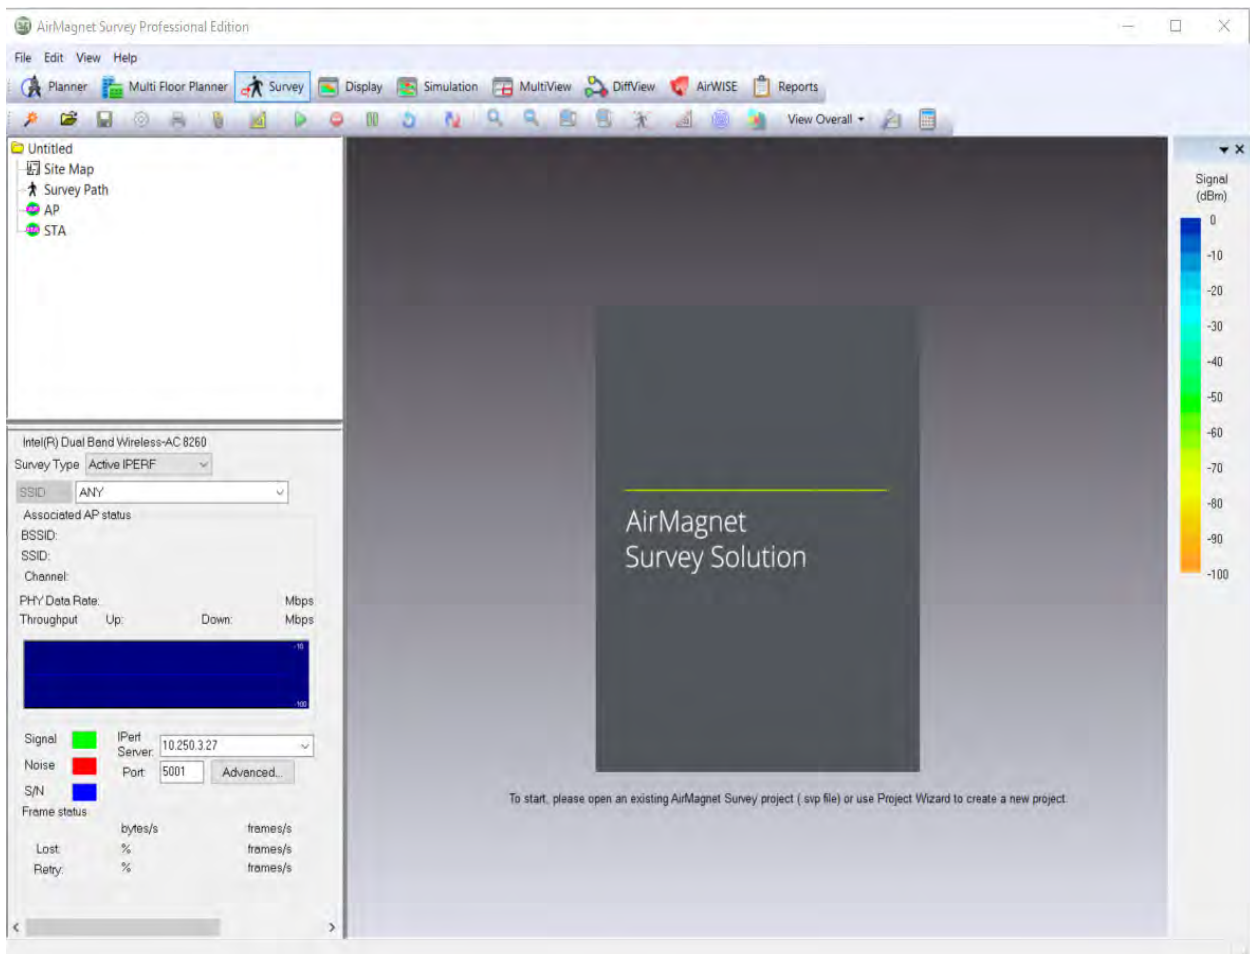 AirMagnet Survey Professional Edition
File Edit View Help
Planner Multi Floor Planner Survey Display Simulation MultiView DiffView AirWISE Reports
View Overall
Untitled
Site Map
Survey Path
AP
STA
Intel(R) Dual Band Wireless-AC 8260
Survey Type Active IPERF
SSID ANY
Associated AP status
BSSID:
SSID:
Channel:
PHY Data Rate: Mbps
Throughput Up: Down: Mbps
-10
-100
Signal
Noise
S/N
IPerf
Server: 10.250.3.27
Port: 5001 Advanced...
Frame status
bytes/s frames/s
Lost: % frames/s
Retry: % frames/s
AirMagnet
Survey Solution
To start, please open an existing AirMagnet Survey project ( svp file) or use Project Wizard to create a new project.
Signal
(dBm)
0
-10
-20
-30
-40
-50
-60
-70
-80
-90
-100